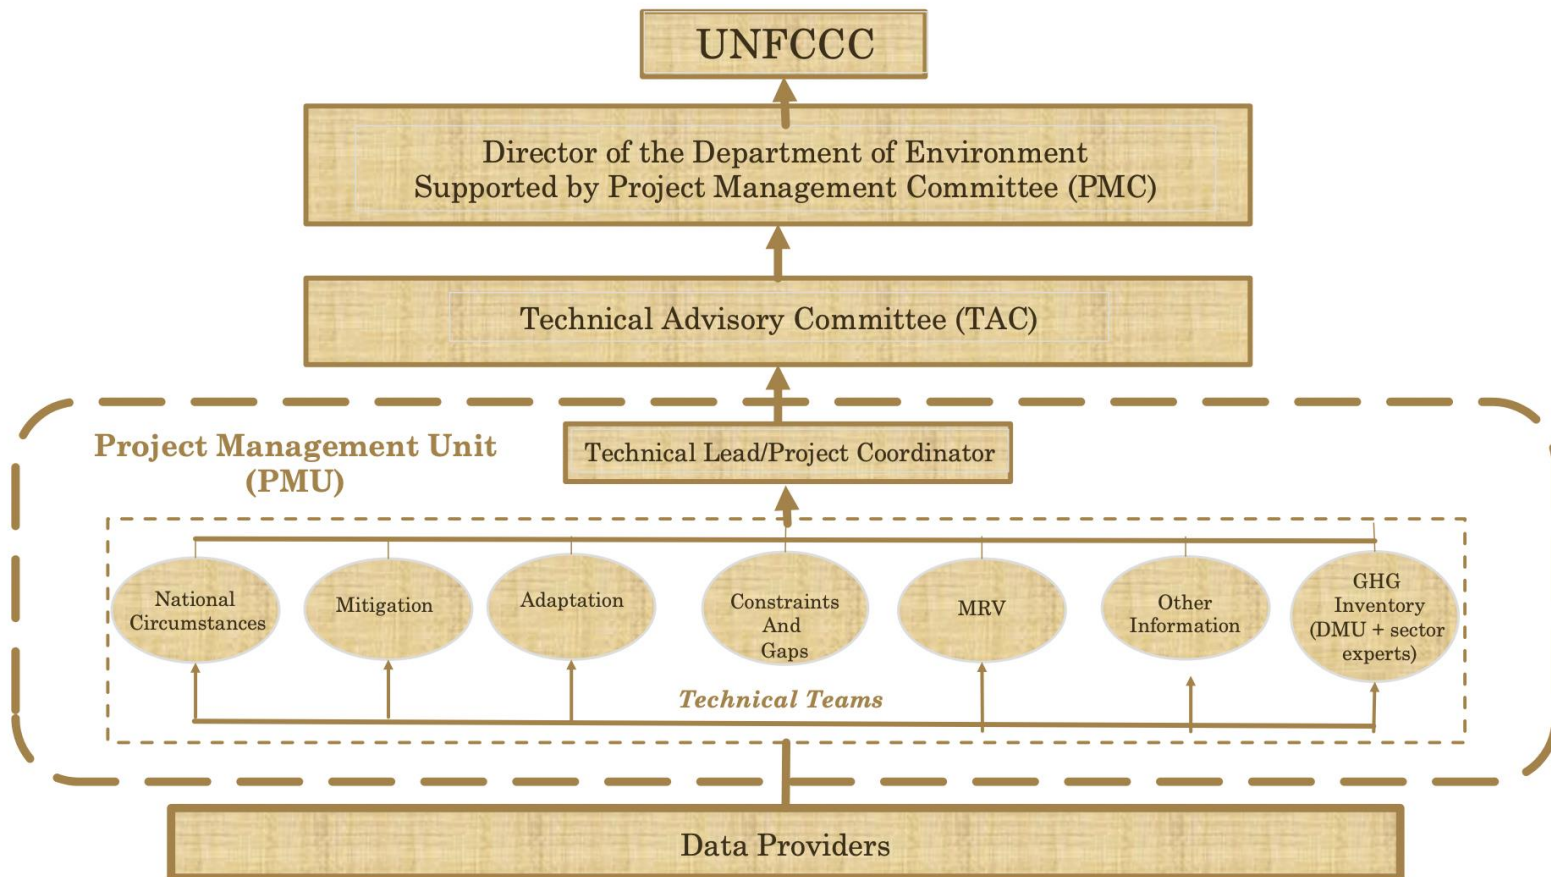 UNFCCC
Director of the Department of Environment
Supported by Project Management Committee (PMC)
Technical Advisory Committee (TAC)
Project Management Unit
(PMU)
Technical Lead/Project Coordinator
National
Circumstances
Mitigation
Adaptation
Constraints
And
Gaps
MRV
Other
Information
GHG
Inventory
(DMU + sector
experts)
Technical Teams
Data Providers